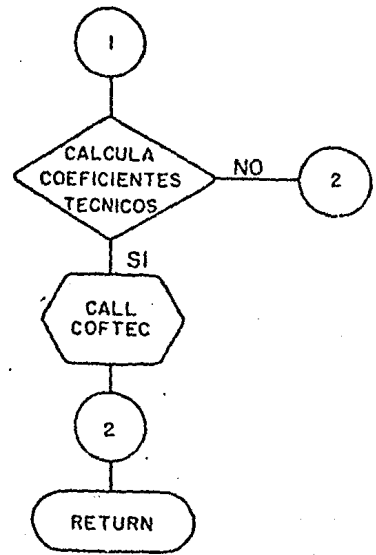 1
CALCULA
COEFICIENTES
TECNICOS
NO
2
SI
CALL
COFTEC
2
RETURN